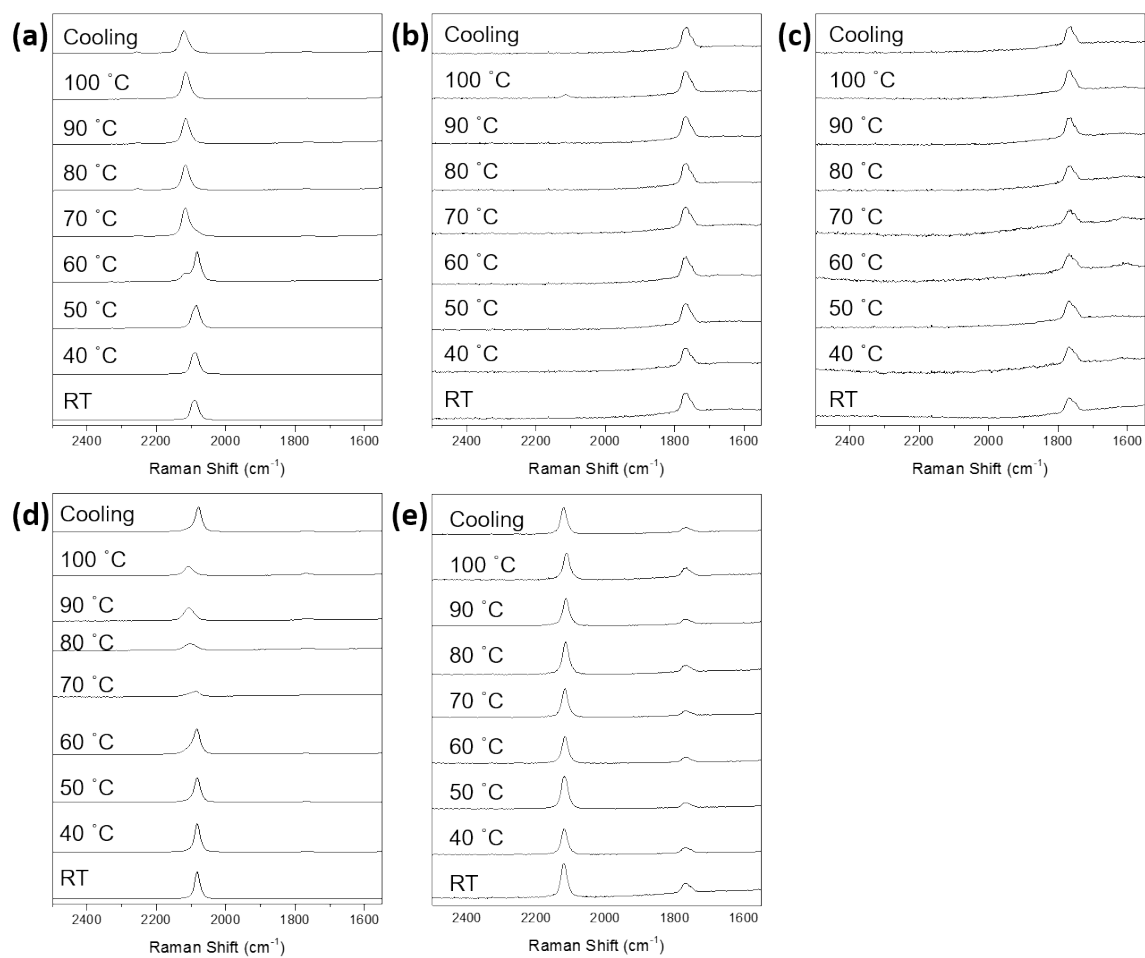 (a)
Cooling
100 ˚C
90 ˚C
80 ˚C
70 ˚C
60 ˚C
50 ˚C
40 ˚C
RT
2400 2200 2000 1800 1600
Raman Shift (cm-1)
(b)
Cooling
100 ˚C
90 ˚C
80 ˚C
70 ˚C
60 ˚C
50 ˚C
40 ˚C
RT
2400 2200 2000 1800 1600
Raman Shift (cm-1)
(c)
Cooling
100 ˚C
90 ˚C
80 ˚C
70 ˚C
60 ˚C
50 ˚C
40 ˚C
RT
2400 2200 2000 1800 1600
Raman Shift (cm-1)
(d)
Cooling
100 ˚C
90 ˚C
80 ˚C
70 ˚C
60 ˚C
50 ˚C
40 ˚C
RT
2400 2200 2000 1800 1600
Raman Shift (cm-1)
(e)
Cooling
100 ˚C
90 ˚C
80 ˚C
70 ˚C
60 ˚C
50 ˚C
40 ˚C
RT
2400 2200 2000 1800 1600
Raman Shift (cm-1)